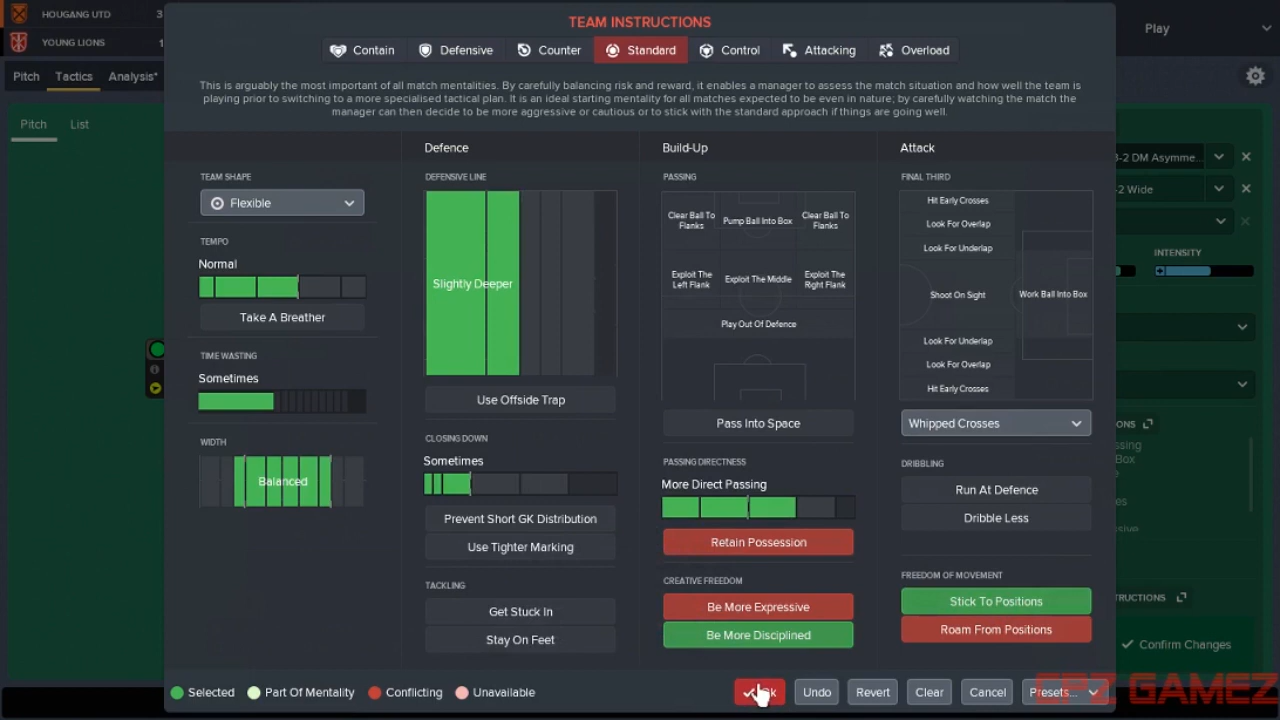 HOUGANG UTD 3
YOUNG LIONS 1
Pitch Tactics Analysis*
Pitch List
TEAM INSTRUCTIONS
Contain Defensive Counter Standard Control Attacking Overload
This is arguably the most important of all match mentalities. By carefully balancing risk and reward, it enables a manager to assess the match situation and how well the team is
playing prior to switching to a more specialised tactical plan. It is an ideal starting mentality for all matches expected to be even in nature; by carefully watching the match the
manager can then decide to be more aggressive or cautious or to stick with the standard approach if things are going well.
TEAM SHAPE
Flexible
TEMPO
Normal
Take A Breather
TIME WASTING
Sometimes
WIDTH
Balanced
Defence
DEFENSIVE LINE
Slightly Deeper
Use Offside Trap
CLOSING DOWN
Sometimes
Prevent Short GK Distribution
Use Tighter Marking
TACKLING
Get Stuck In
Stay On Feet
Build-Up
PASSING
Clear Ball To
Flanks
Pump Ball Into Box
Clear Ball To
Flanks
Exploit The
Left Flank
Exploit The Middle
Exploit The
Right Flank
Play Out Of Defence
Pass Into Space
PASSING DIRECTNESS
More Direct Passing
Retain Possession
CREATIVE FREEDOM
Be More Expressive
Be More Disciplined
Attack
FINAL THIRD
Hit Early Crosses
Look For Overlap
Look For Underlap
Shoot On Sight
Work Ball Into Box
Look For Underlap
Look For Overlap
Hit Early Crosses
Whipped Crosses
DRIBBLING
Run At Defence
Dribble Less
FREEDOM OF MOVEMENT
Stick To Positions
Roam From Positions
Selected Part Of Mentality Conflicting Unavailable
Undo Revert Clear Cancel Presets...
Play
-2 DM Asymme...
-2 Wide
INTENSITY
Box
Confirm Changes
CPZ GAMEZ